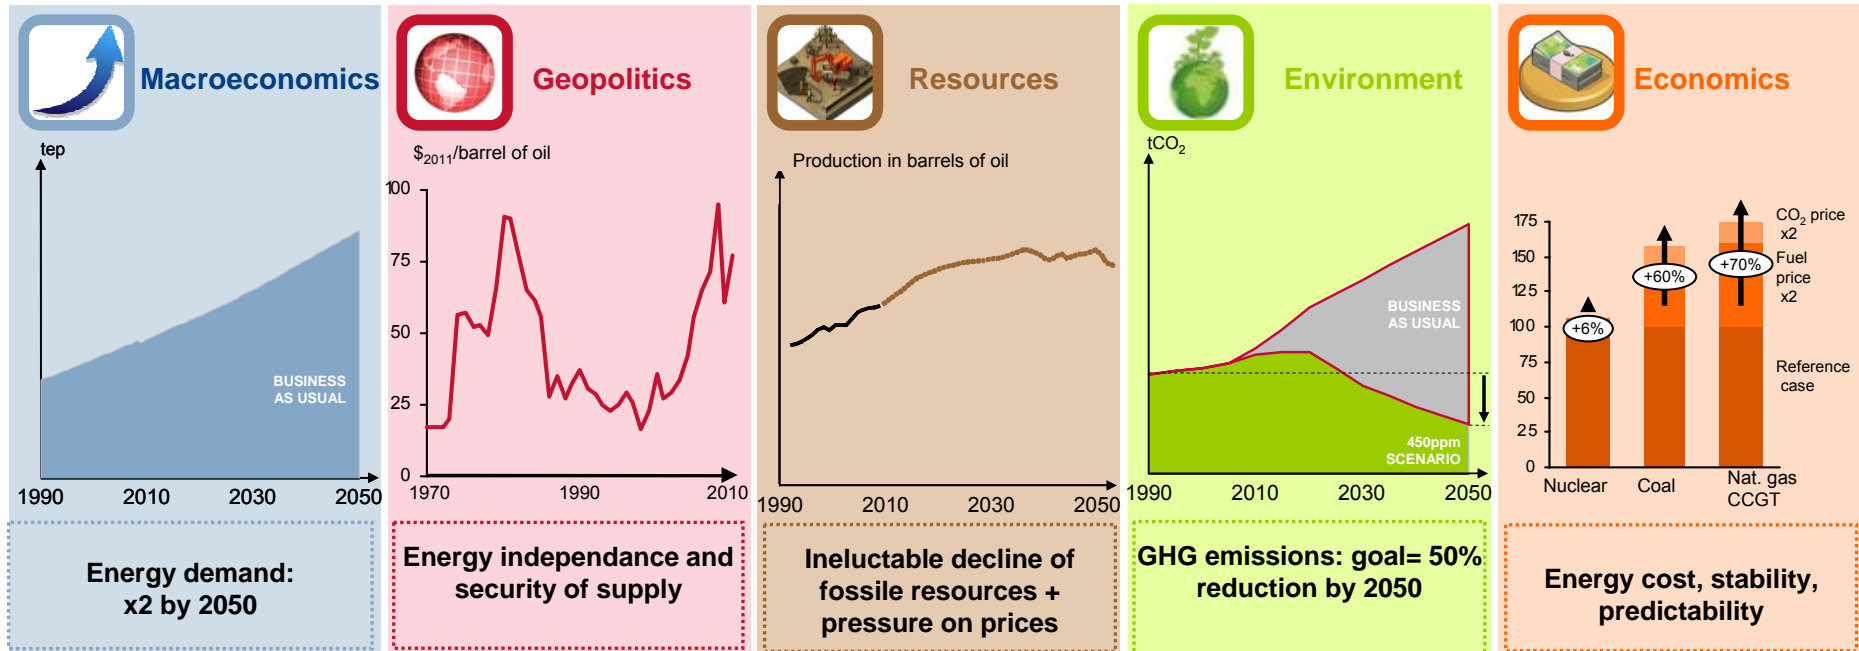 Macroeconomics
tep
BUSINESS
AS USUAL
1990 2010 2030 2050
Energy demand:
x2 by 2050
Geopolitics
$2011/barrel of oil
100
75
50
25
0
1970 1990 2010
Energy independance and
security of supply
Resources
Production in barrels of oil
1990 2010 2030 2050
Ineluctable decline of
fossile resources +
pressure on prices
Environment
tCO2
BUSINESS
AS USUAL
450ppm
SCENARIO
1990 2010 2030 2050
GHG emissions: goal= 50%
reduction by 2050
Economics
175
150
125
100
75
50
25
0
+6%
+60%
+70%
CO2 price
x2
Fuel
price
x2
Reference
case
Nuclear Coal Nat. gas
CCGT
Energy cost, stability,
predictability